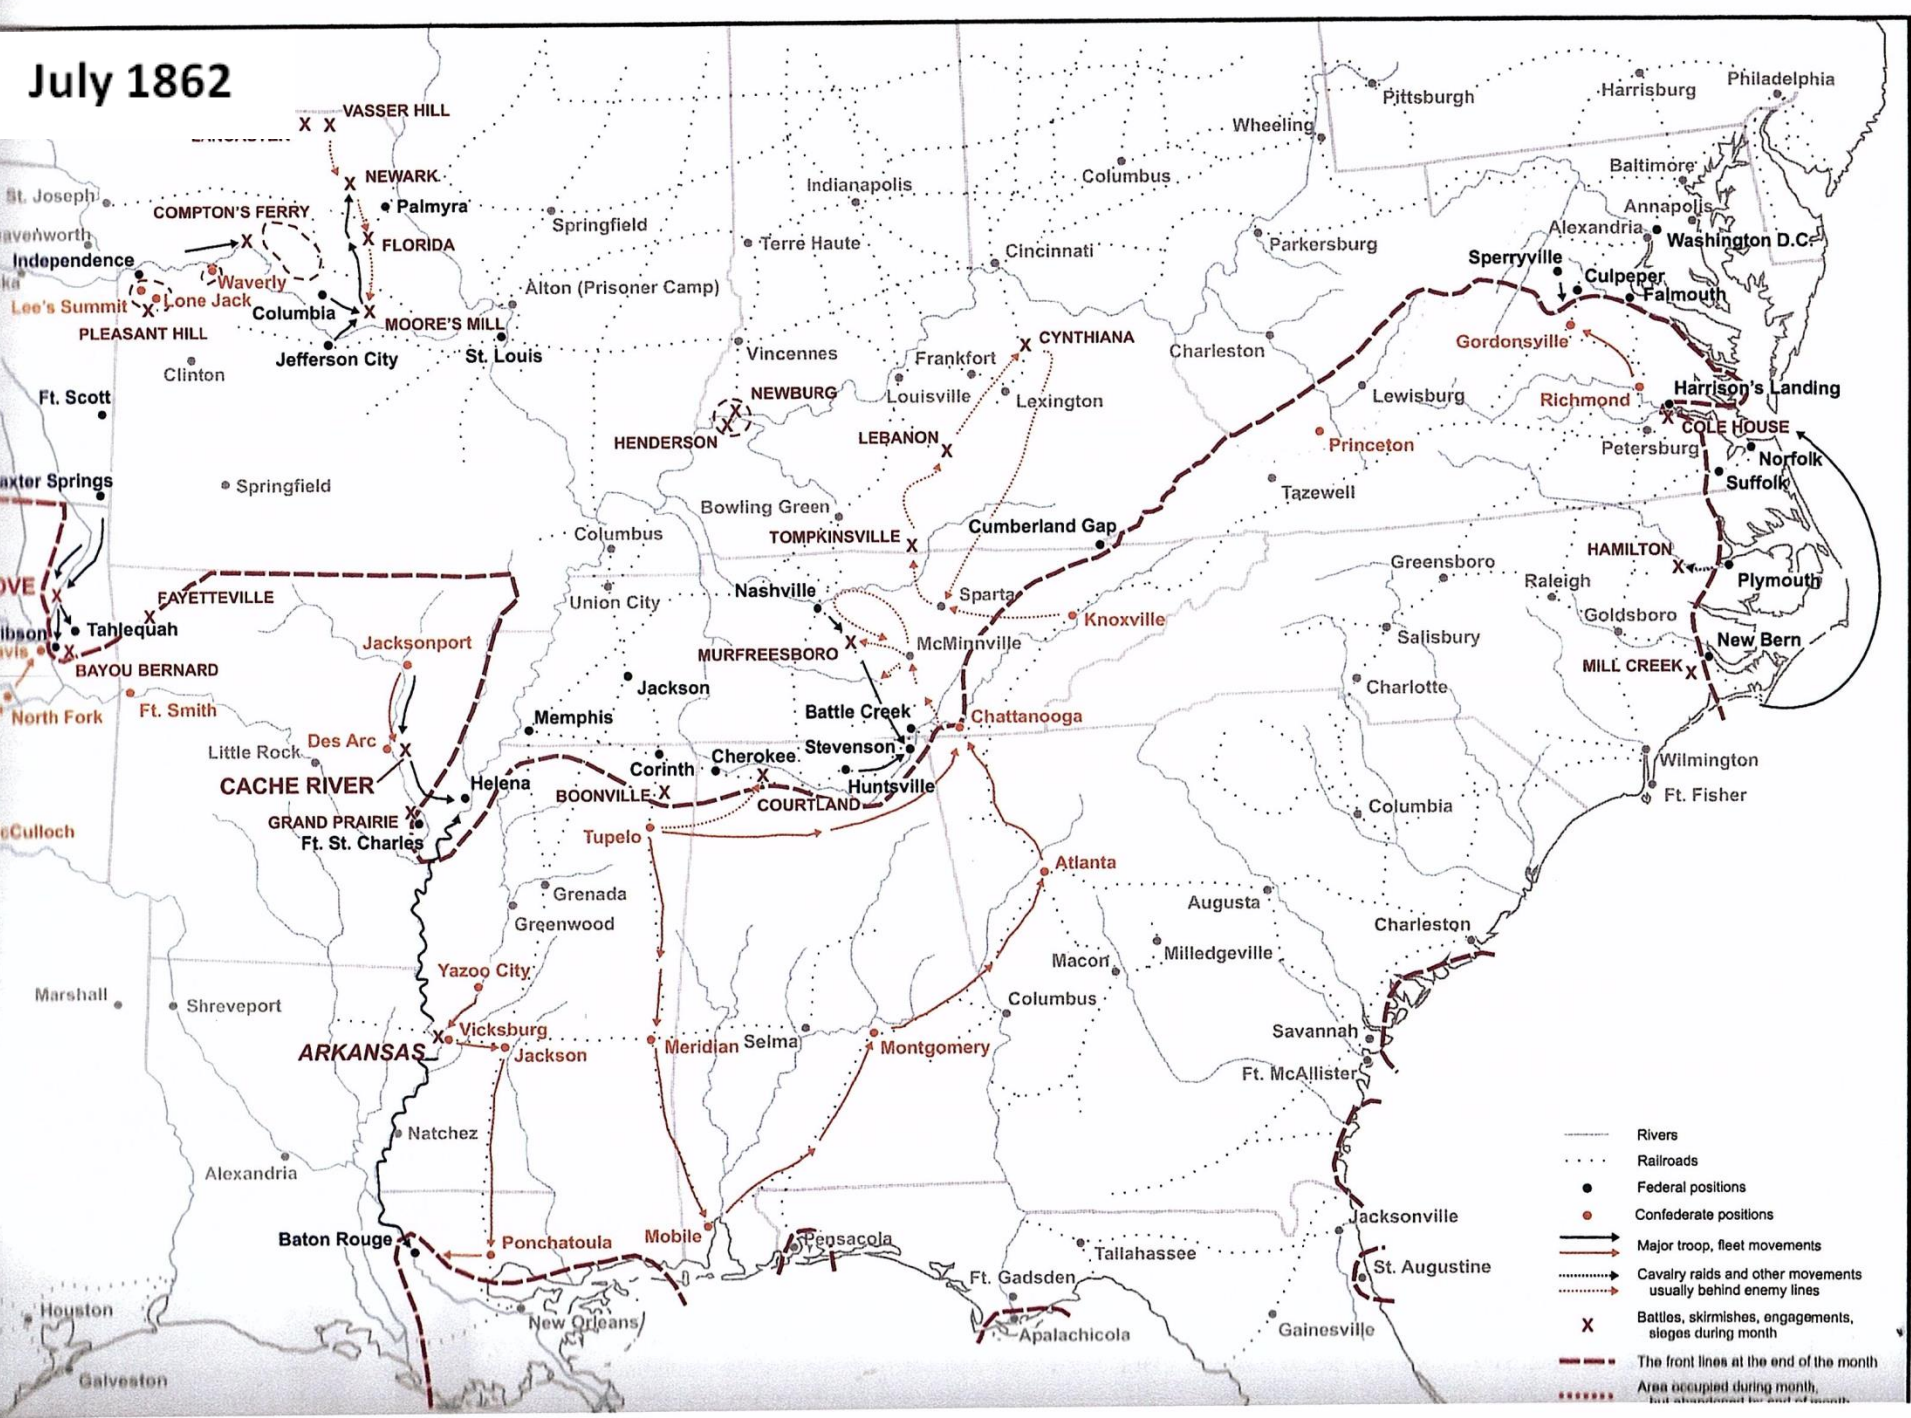 July 1862
VASSER HILL
NEWARK
Palmyra
St. Joseph
COMPTON'S FERRY
FLORIDA
Independence
Waverly
Lee's Summit
Lone Jack
PLEASANT HILL
Columbia
MOORE'S MILL
Jefferson City
St. Louis
Clinton
Ft. Scott
Springfield
Alton (Prisoner Camp)
Springfield
Indianapolis
Terre Haute
Vincennes
Columbus
Cincinnati
Wheeling
Pittsburgh
Harrisburg
Philadelphia
Baltimore
Annapolis
Alexandria
Washington D.C.
Parkersburg
Sperryville
Culpeper
Falmouth
Gordonsville
Charleston
Lewisburg
Richmond
Harrison's Landing
COLE HOUSE
Petersburg
Norfolk
Suffolk
Princeton
Tazewell
CYNTHIANA
Frankfort
Louisville
Lexington
NEWBURG
HENDERSON
LEBANON
Bowling Green
TOMPKINSVILLE
Cumberland Gap
Columbus
Union City
Nashville
Sparta
Knoxville
McMinnville
MURFREESBORO
Greensboro
Raleigh
HAMILTON
Plymouth
Goldsboro
Salisbury
New Bern
MILL CREEK
Charlotte
axter Springs
OVE
FAYETTEVILLE
ibson
Tahlequah
avis
BAYOU BERNARD
North Fork
Ft. Smith
Jacksonport
Little Rock
Des Arc
CACHE RIVER
GRAND PRAIRIE
Ft. St. Charles
Helena
Memphis
Jackson
Corinth
Cherokee
BOONVILLE
COURTLAND
Battle Creek
Stevenson
Huntsville
Chattanooga
Tupelo
Atlanta
Wilmington
Ft. Fisher
Columbia
Augusta
Charleston
Milledgeville
Macon
Columbus
Savannah
Ft. McAllister
cCulloch
Grenada
Greenwood
Yazoo City
Marshall
Shreveport
Vicksburg
ARKANSAS
Jackson
Meridian
Selma
Montgomery
Natchez
Alexandria
Baton Rouge
Ponchatoula
Mobile
Pensacola
New Orleans
Houston
Galveston
Tallahassee
Ft. Gadsden
Apalachicola
Jacksonville
St. Augustine
Gainesville
Rivers
Railroads
Federal positions
Confederate positions
Major troop, fleet movements
Cavalry raids and other movements
usually behind enemy lines
Battles, skirmishes, engagements,
sieges during month
The front lines at the end of the month
Area occupied during month,
but abandoned by end of month